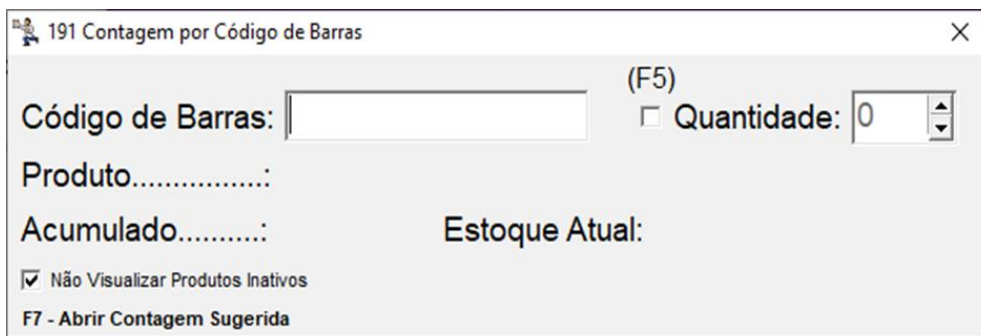 191 Contagem por Código de Barras
(F5)
Código de Barras: Quantidade: 0
Produto................:
Acumulado..........: Estoque Atual:
Não Visualizar Produtos Inativos
F7 - Abrir Contagem Sugerida